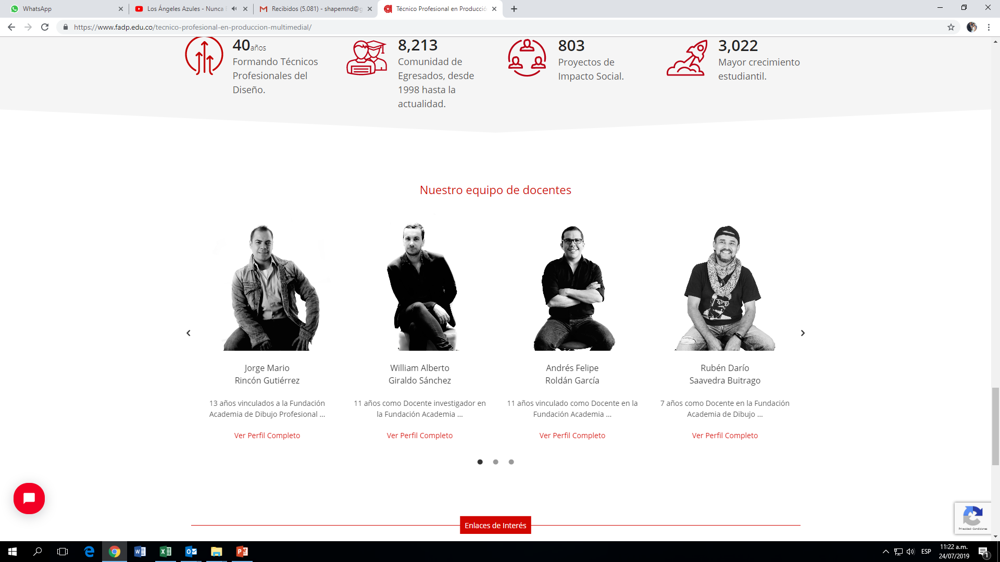 WhatsApp
Los Ángeles Azules - Nunca
Recibidos (5.081) - shapemnd@g
Técnico Profesional en Producció
https://www.fadp.edu.co/tecnico-profesional-en-produccion-multimedial/
40años
Formando Técnicos
Profesionales del
Diseño.
8,213
Comunidad de
Egresados, desde
1998 hasta la
actualidad.
803
Proyectos de
Impacto Social.
3,022
Mayor crecimiento
estudiantil.
Nuestro equipo de docentes
Jorge Mario
Rincón Gutiérrez
13 años vinculados a la Fundación
Academia de Dibujo Profesional ...
Ver Perfil Completo
William Alberto
Giraldo Sánchez
11 años como Docente investigador en
la Fundación Academia ...
Ver Perfil Completo
Andrés Felipe
Roldán García
11 años vinculado como Docente en la
Fundación Academia ...
Ver Perfil Completo
Rubén Darío
Saavedra Buitrago
7 años como Docente en la Fundación
Academia de Dibujo ...
Ver Perfil Completo
Enlaces de Interés
Privacidad - Condiciones
ESP
11:22 a.m.
24/07/2019
1